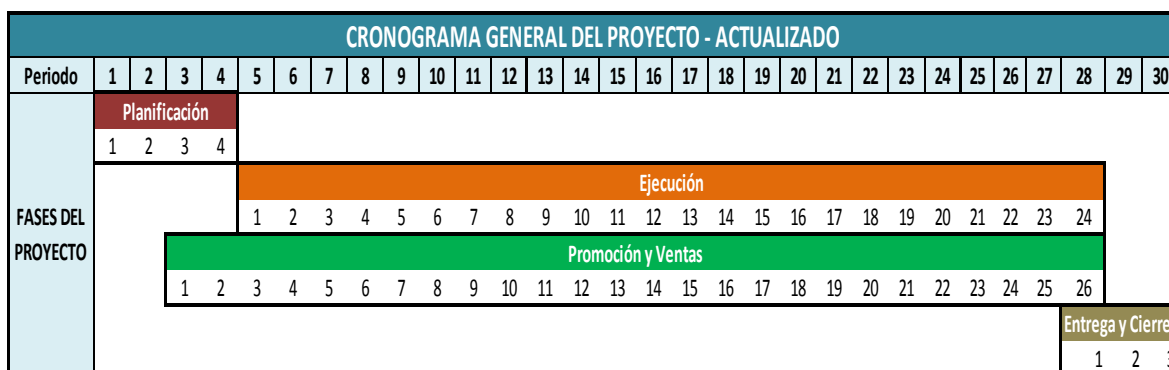 CRONOGRAMA GENERAL DEL PROYECTO - ACTUALIZADO
Periodo 1 2 3 4 5 6 7 8 9 10 11 12 13 14 15 16 17 18 19 20 21 22 23 24 25 26 27 28 29 30
Planificación
1 2 3 4
Ejecución
FASES DEL PROYECTO
1 2 3 4 5 6 7 8 9 10 11 12 13 14 15 16 17 18 19 20 21 22 23 24
Promoción y Ventas
1 2 3 4 5 6 7 8 9 10 11 12 13 14 15 16 17 18 19 20 21 22 23 24 25 26
Entrega y Cierre
1 2 3